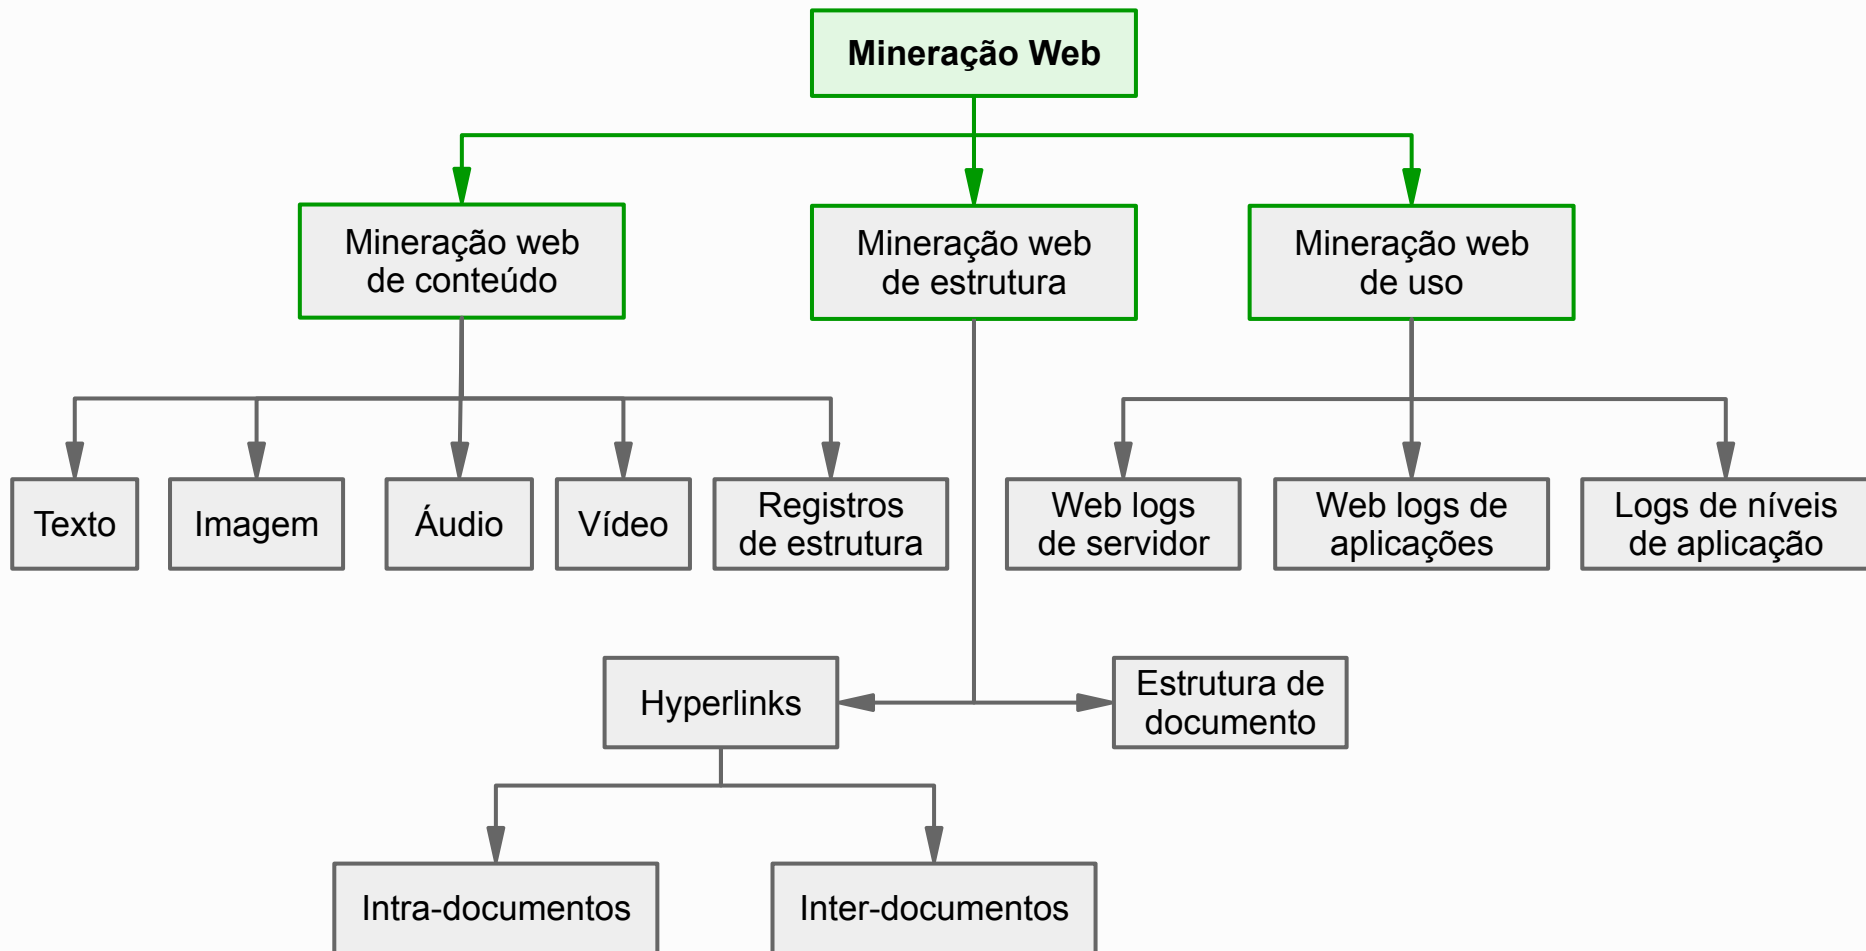 Mineração Web
Mineração web
de conteúdo
Mineração web
de estrutura
Mineração web
de uso
Texto
Imagem
Áudio
Vídeo
Registros
de estrutura
Web logs
de servidor
Web logs de
aplicações
Logs de níveis
de aplicação
Hyperlinks
Estrutura de
documento
Intra-documentos
Inter-documentos